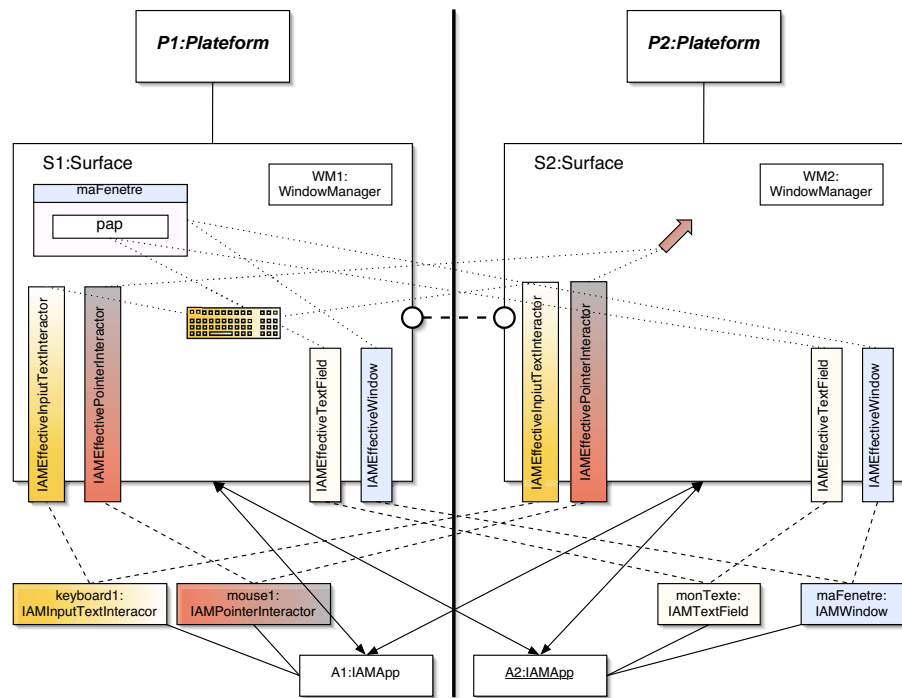 P1:Plateform
P2:Plateform
S1:Surface
WM1:
WindowManager
maFenetre
pap
S2:Surface
WM2:
WindowManager
IAMEffectiveInpiutTextInteractor
IAMEffectivePointerInteractor
IAMEffectiveTextField
IAMEffectiveWindow
IAMEffectiveInputTextInteractor
IAMEffectivePointerInteractor
IAMEffectiveTextField
IAMEffectiveWindow
keyboard1:
IAMInputTextInteracor
mouse1:
IAMPointerInteractor
monTexte:
IAMTextField
maFenetre:
IAMWindow
A1:IAMApp
A2:IAMApp